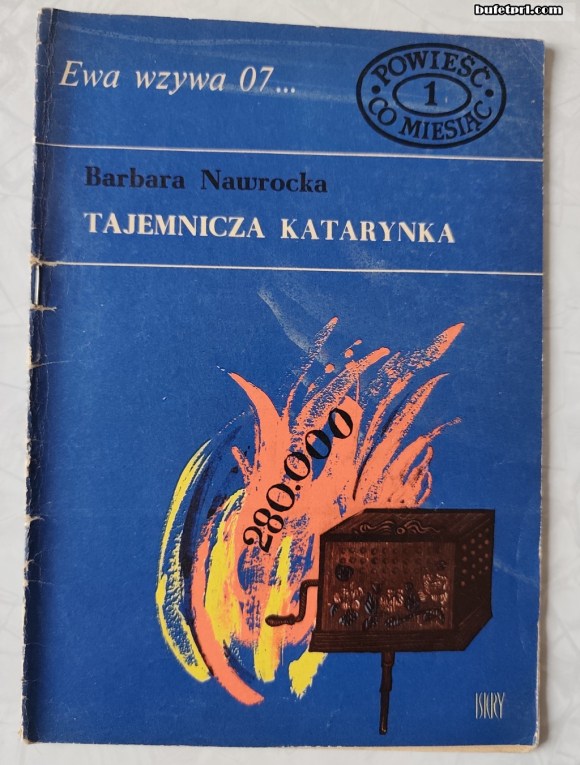 bufetprl.com
Ewa wzywa 07...
POWIEŚĆ
1
CO MIESIĄC
Barbara Nawrocka
TAJEMNICZA KATARYNKA
280.000
ISKRY